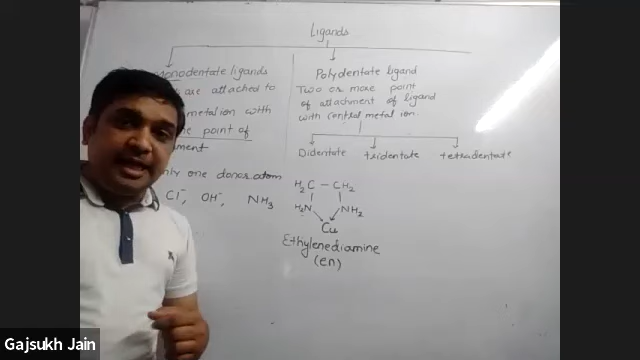 Ligands
monodentate ligands
are attached to
metal ion with
one point of
only one donar atom
Cl⁻, OH⁻, NH₃
Polydentate ligand
Two or more point
of attachment of ligand
with central metal ion.
Didentate tridentate tetradentate
H₂C — CH₂
H₂N NH₂
Cu
Ethylenediamine
(en)
Gajsukh Jain